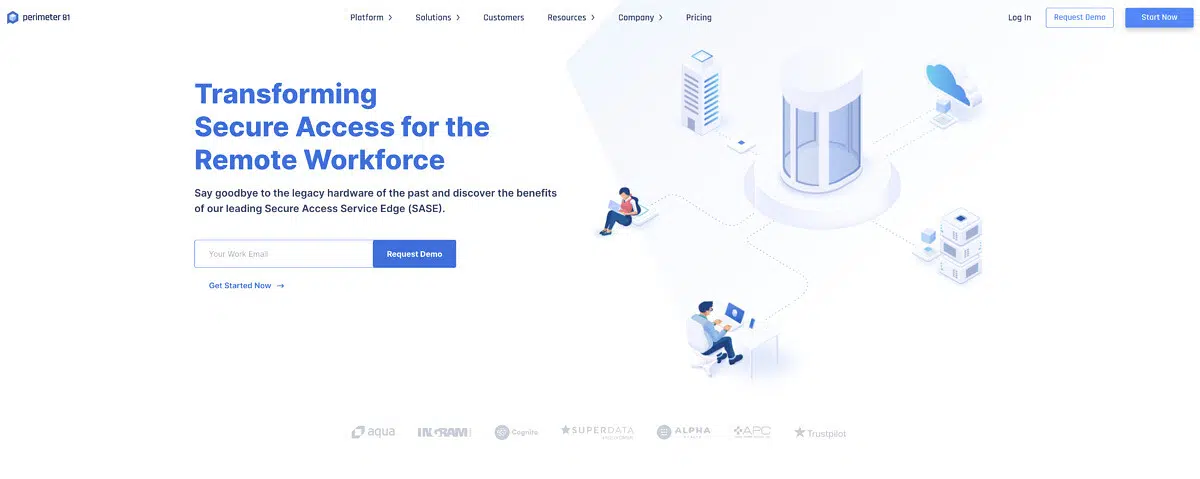 perimeter 81
Platform
Solutions
Customers
Resources
Company
Pricing
Log In
Request Demo
Start Now
Transforming
Secure Access for the
Remote Workforce
Say goodbye to the legacy hardware of the past and discover the benefits
of our leading Secure Access Service Edge (SASE).
Your Work Email
Request Demo
Get Started Now →
aqua
INGRAM
Cognite
SUPERDATA
ALPHA
APC
Trustpilot